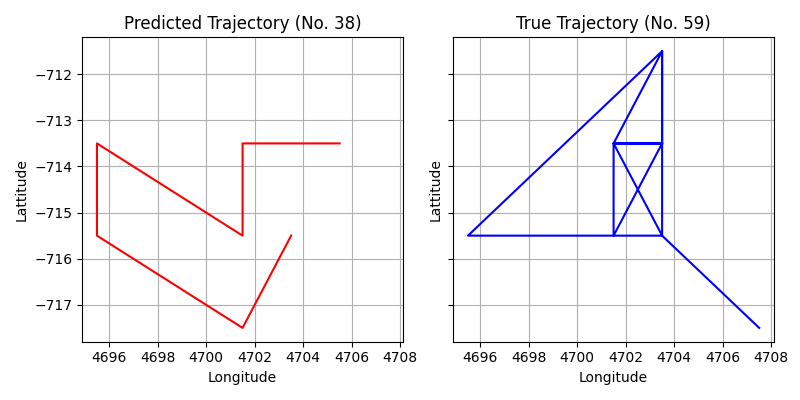 Predicted Trajectory (No. 38)
−712
−713
−714
−715
−716
−717
Lattitude
4696 4698 4700 4702 4704 4706 4708
Longitude
True Trajectory (No. 59)
Lattitude
4696 4698 4700 4702 4704 4706 4708
Longitude